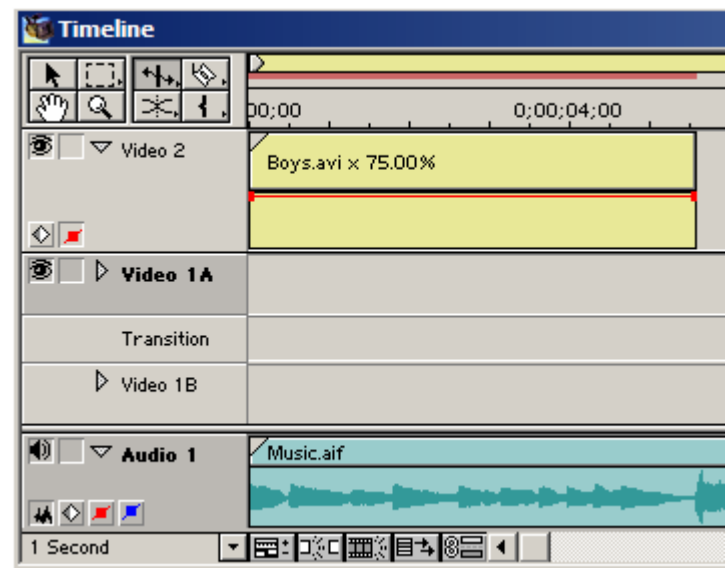 Timeline
00;00 0;00;04;00
Video 2
Boys.avi x 75.00%
Video 1A
Transition
Video 1B
Audio 1
Music.aif
1 Second